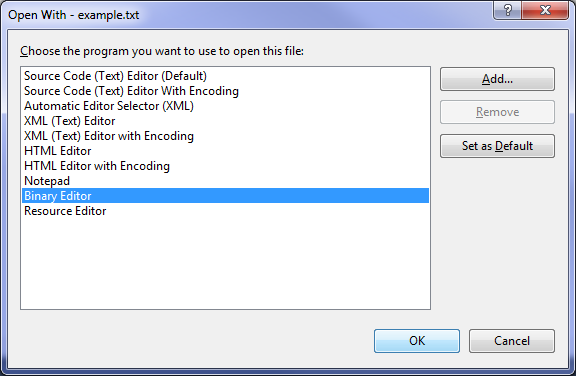 Open With - example.txt
Choose the program you want to use to open this file:
Source Code (Text) Editor (Default)
Source Code (Text) Editor With Encoding
Automatic Editor Selector (XML)
XML (Text) Editor
XML (Text) Editor with Encoding
HTML Editor
HTML Editor with Encoding
Notepad
Binary Editor
Resource Editor
Add...
Remove
Set as Default
OK
Cancel